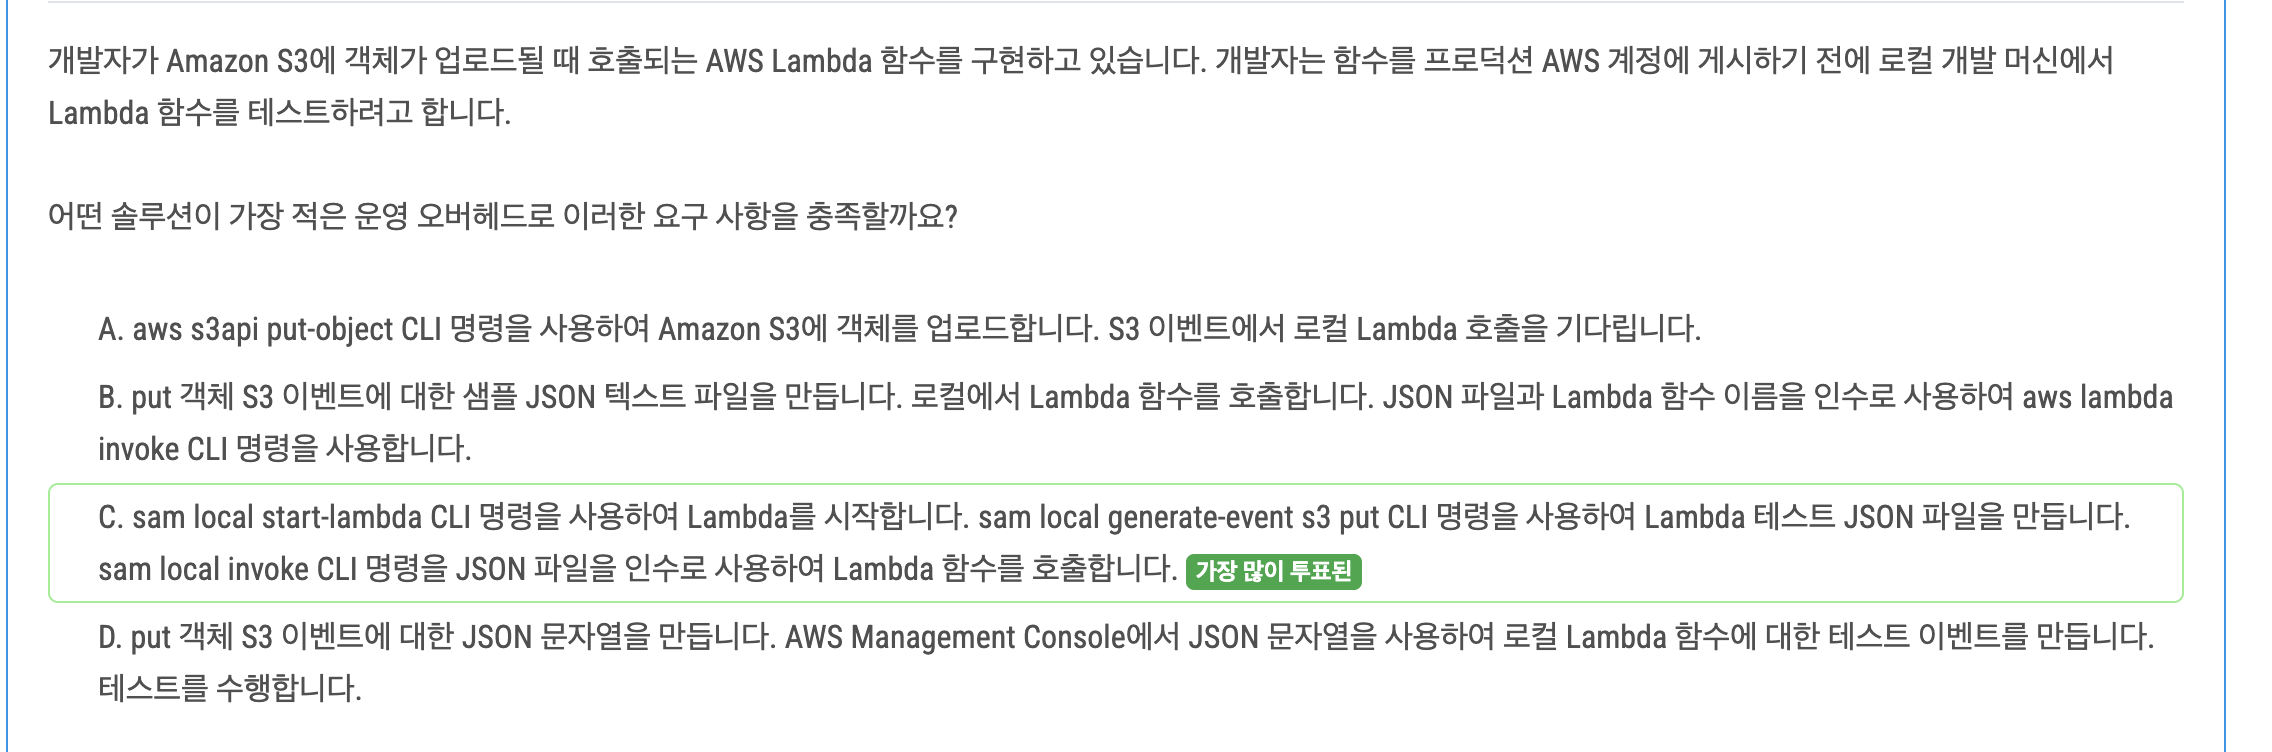 개발자가 Amazon S3에 객체가 업로드될 때 호출되는 AWS Lambda 함수를 구현하고 있습니다. 개발자는 함수를 프로덕션 AWS 계정에 게시하기 전에 로컬 개발 머신에서
Lambda 함수를 테스트하려고 합니다.
어떤 솔루션이 가장 적은 운영 오버헤드로 이러한 요구 사항을 충족할까요?
A. aws s3api put-object CLI 명령을 사용하여 Amazon S3에 객체를 업로드합니다. S3 이벤트에서 로컬 Lambda 호출을 기다립니다.
B. put 객체 S3 이벤트에 대한 샘플 JSON 텍스트 파일을 만듭니다. 로컬에서 Lambda 함수를 호출합니다. JSON 파일과 Lambda 함수 이름을 인수로 사용하여 aws lambda
invoke CLI 명령을 사용합니다.
C. sam local start-lambda CLI 명령을 사용하여 Lambda를 시작합니다. sam local generate-event s3 put CLI 명령을 사용하여 Lambda 테스트 JSON 파일을 만듭니다.
sam local invoke CLI 명령을 JSON 파일을 인수로 사용하여 Lambda 함수를 호출합니다. 가장 많이 투표된
D. put 객체 S3 이벤트에 대한 JSON 문자열을 만듭니다. AWS Management Console에서 JSON 문자열을 사용하여 로컬 Lambda 함수에 대한 테스트 이벤트를 만듭니다.
테스트를 수행합니다.